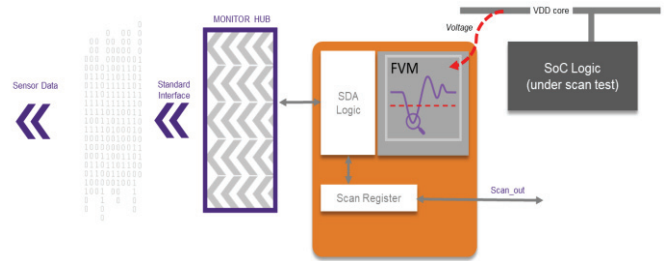 MONITOR HUB
VDD core
Voltage
SoC Logic
(under scan test)
FVM
SDA
Logic
Sensor Data
Standard
Interface
Scan Register
Scan_out